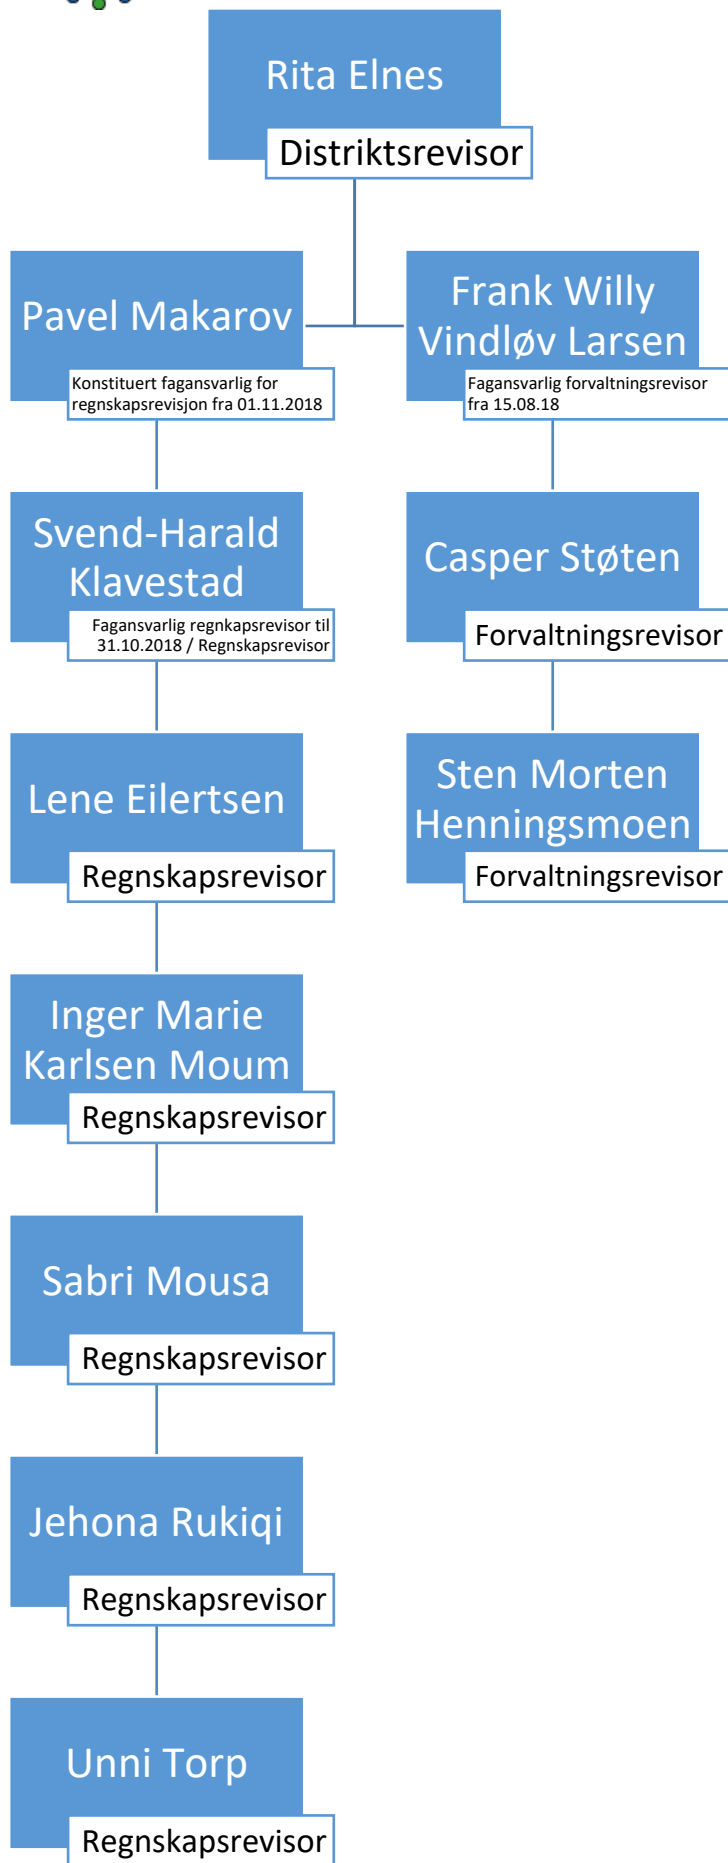 Rita Elnes
Distriktsrevisor
Pavel Makarov
Konstituert fagansvarlig for
regnskapsrevisjon fra 01.11.2018
Svend-Harald
Klavestad
Fagansvarlig regnkapsrevisor til
31.10.2018 / Regnskapsrevisor
Lene Eilertsen
Regnskapsrevisor
Inger Marie
Karlsen Moum
Regnskapsrevisor
Sabri Mousa
Regnskapsrevisor
Jehona Rukiqi
Regnskapsrevisor
Unni Torp
Regnskapsrevisor
Frank Willy
Vindløv Larsen
Fagansvarlig forvaltningsrevisor
fra 15.08.18
Casper Støten
Forvaltningsrevisor
Sten Morten
Henningsmoen
Forvaltningsrevisor